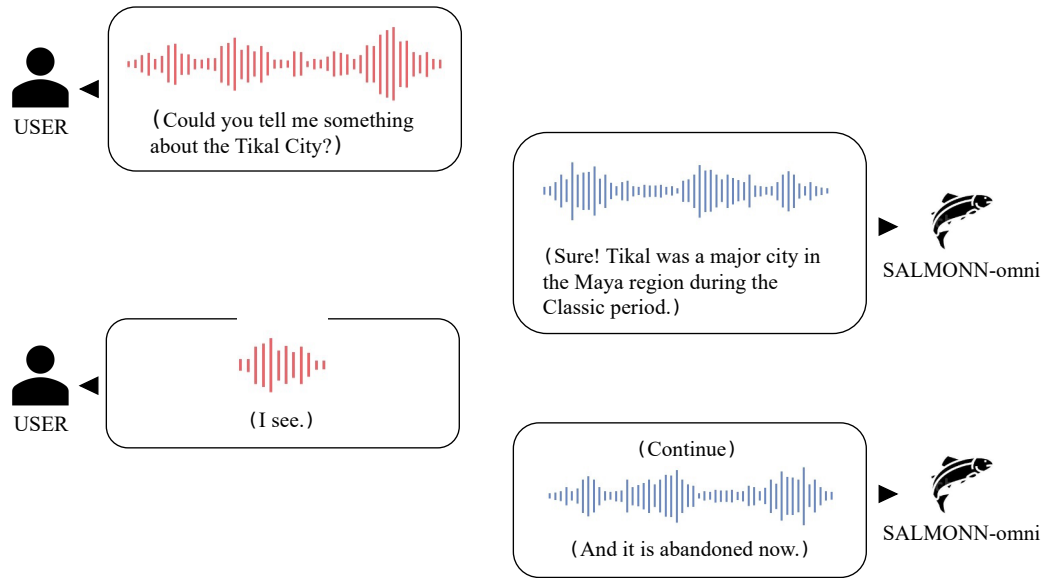 (Could you tell me something
about the Tikal City?)
USER
(Sure! Tikal was a major city in
the Maya region during the
Classic period.)
SALMONN-omni
(I see.)
USER
(Continue)
(And it is abandoned now.)
SALMONN-omni